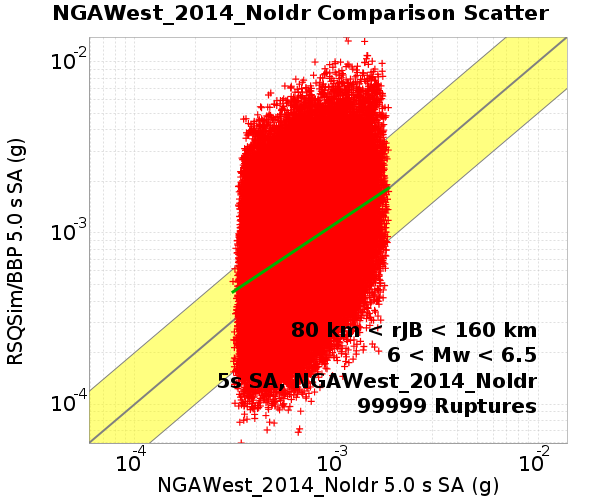 NGAWest_2014_NoIdr Comparison Scatter
RSQSim/BBP 5.0 s SA (g)
10-2
10-3
10-4
80 km < rJB < 160 km
6 < Mw < 6.5
5s SA, NGAWest_2014_NoIdr
99999 Ruptures
10-4 10-3 10-2
NGAWest_2014_NoIdr 5.0 s SA (g)